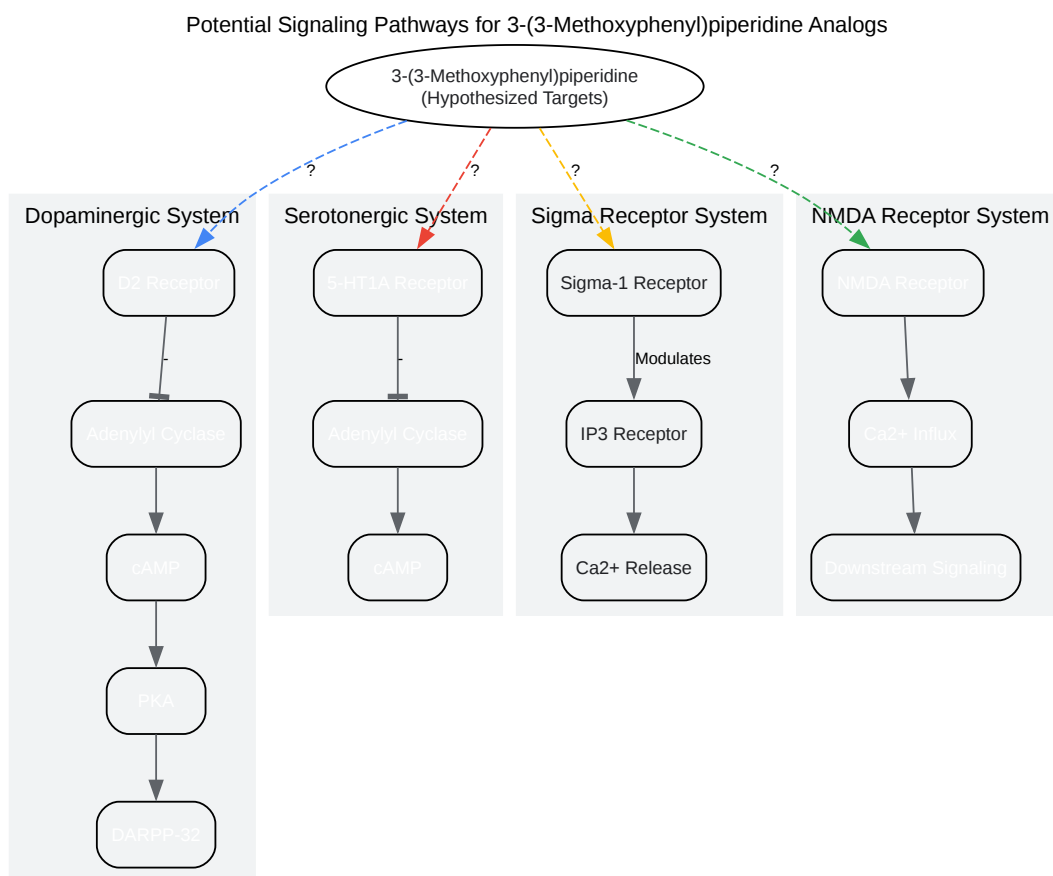 Potential Signaling Pathways for 3-(3-Methoxyphenyl)piperidine Analogs
3-(3-Methoxyphenyl)piperidine
(Hypothesized Targets)
?
?
?
?
Dopaminergic System
D2 Receptor
-
Adenylyl Cyclase
cAMP
PKA
DARPP-32
Serotonergic System
5-HT1A Receptor
-
Adenylyl Cyclase
cAMP
Sigma Receptor System
Sigma-1 Receptor
Modulates
IP3 Receptor
Ca2+ Release
NMDA Receptor System
NMDA Receptor
Ca2+ Influx
Downstream Signaling